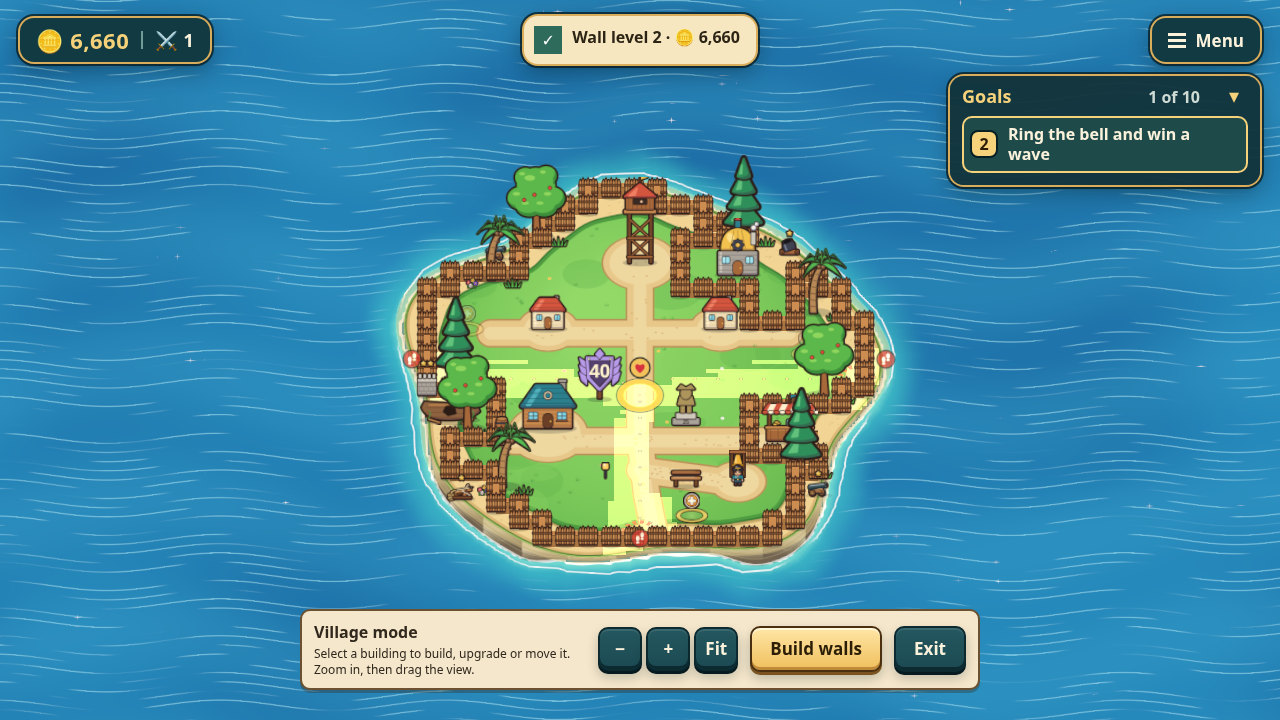 6,660 | 1
✓ Wall level 2 · 6,660
Menu
Goals 1 of 10 ▼
2 Ring the bell and win a
wave
40
Village mode
Select a building to build, upgrade or move it.
Zoom in, then drag the view.
− + Fit
Build walls
Exit